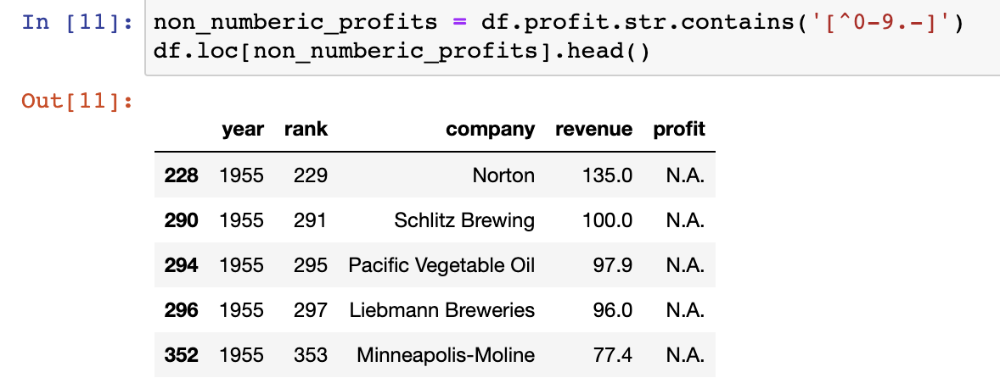 In [11]: non_numberic_profits = df.profit.str.contains('[^0-9.-]')
df.loc[non_numberic_profits].head()
Out[11]:
year rank company revenue profit
228 1955 229 Norton 135.0 N.A.
290 1955 291 Schlitz Brewing 100.0 N.A.
294 1955 295 Pacific Vegetable Oil 97.9 N.A.
296 1955 297 Liebmann Breweries 96.0 N.A.
352 1955 353 Minneapolis-Moline 77.4 N.A.